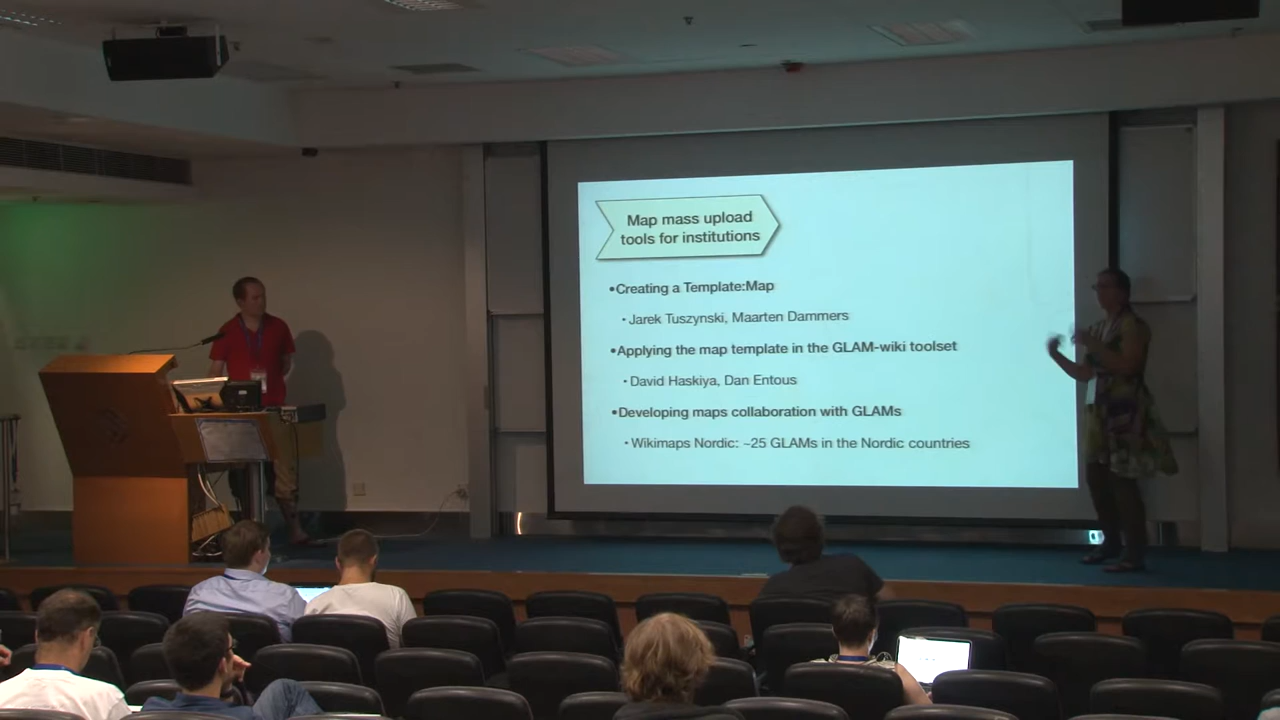 Map mass upload
tools for institutions
•Creating a Template:Map
• Jarek Tuszynski, Maarten Dammers
•Applying the map template in the GLAM-wiki toolset
• David Haskiya, Dan Entous
•Developing maps collaboration with GLAMs
• Wikimaps Nordic: ~25 GLAMs in the Nordic countries